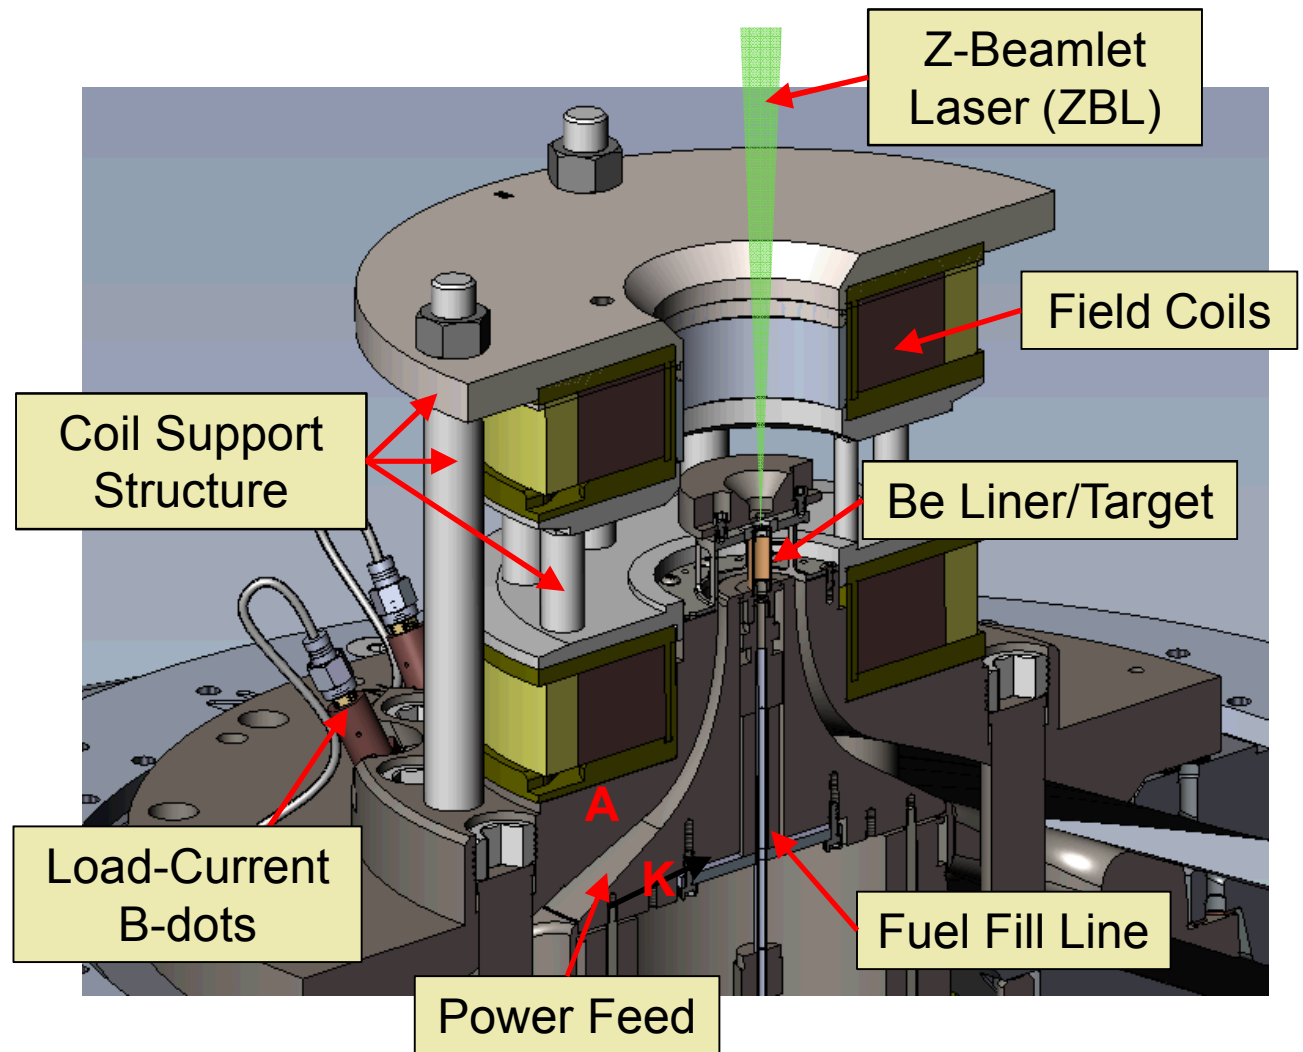 Z-Beamlet
Laser (ZBL)
Field Coils
Coil Support
Structure
Be Liner/Target
A
K
Load-Current
B-dots
Fuel Fill Line
Power Feed